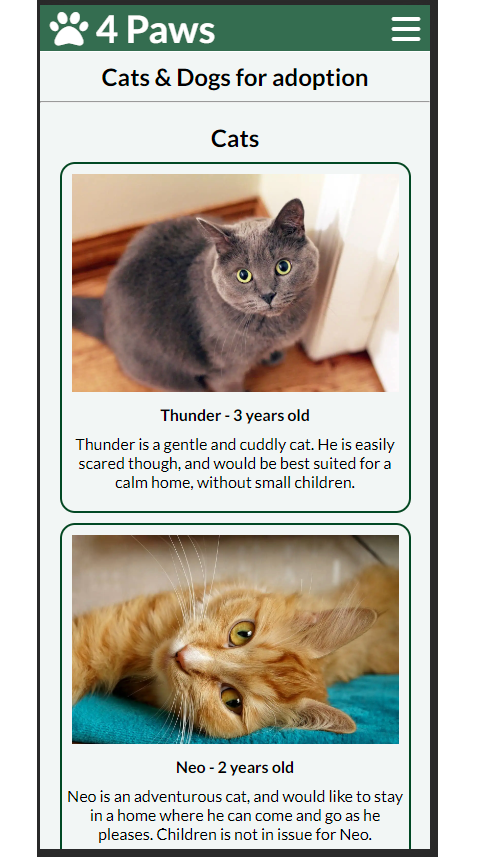 4 Paws
Cats & Dogs for adoption
Cats
Thunder - 3 years old
Thunder is a gentle and cuddly cat. He is easily
scared though, and would be best suited for a
calm home, without small children.
Neo - 2 years old
Neo is an adventurous cat, and would like to stay
in a home where he can come and go as he
pleases. Children is not in issue for Neo.